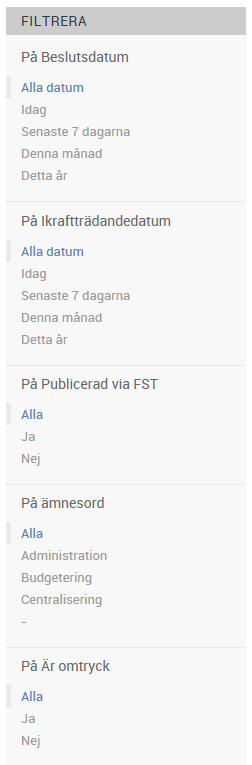 FILTRERA
På Beslutsdatum
Alla datum
Idag
Senaste 7 dagarna
Denna månad
Detta år
På Ikraftträdandedatum
Alla datum
Idag
Senaste 7 dagarna
Denna månad
Detta år
På Publicerad via FST
Alla
Ja
Nej
På ämnesord
Alla
Administration
Budgetering
Centralisering
-
På Är omtryck
Alla
Ja
Nej